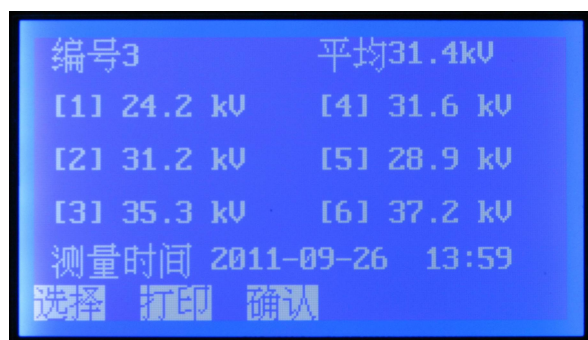 编号3 平均31.4kV
[1] 24.2 kV [4] 31.6 kV
[2] 31.2 kV [5] 28.9 kV
[3] 35.3 kV [6] 37.2 kV
测量时间 2011-09-26 13:59
选择 打印 确认